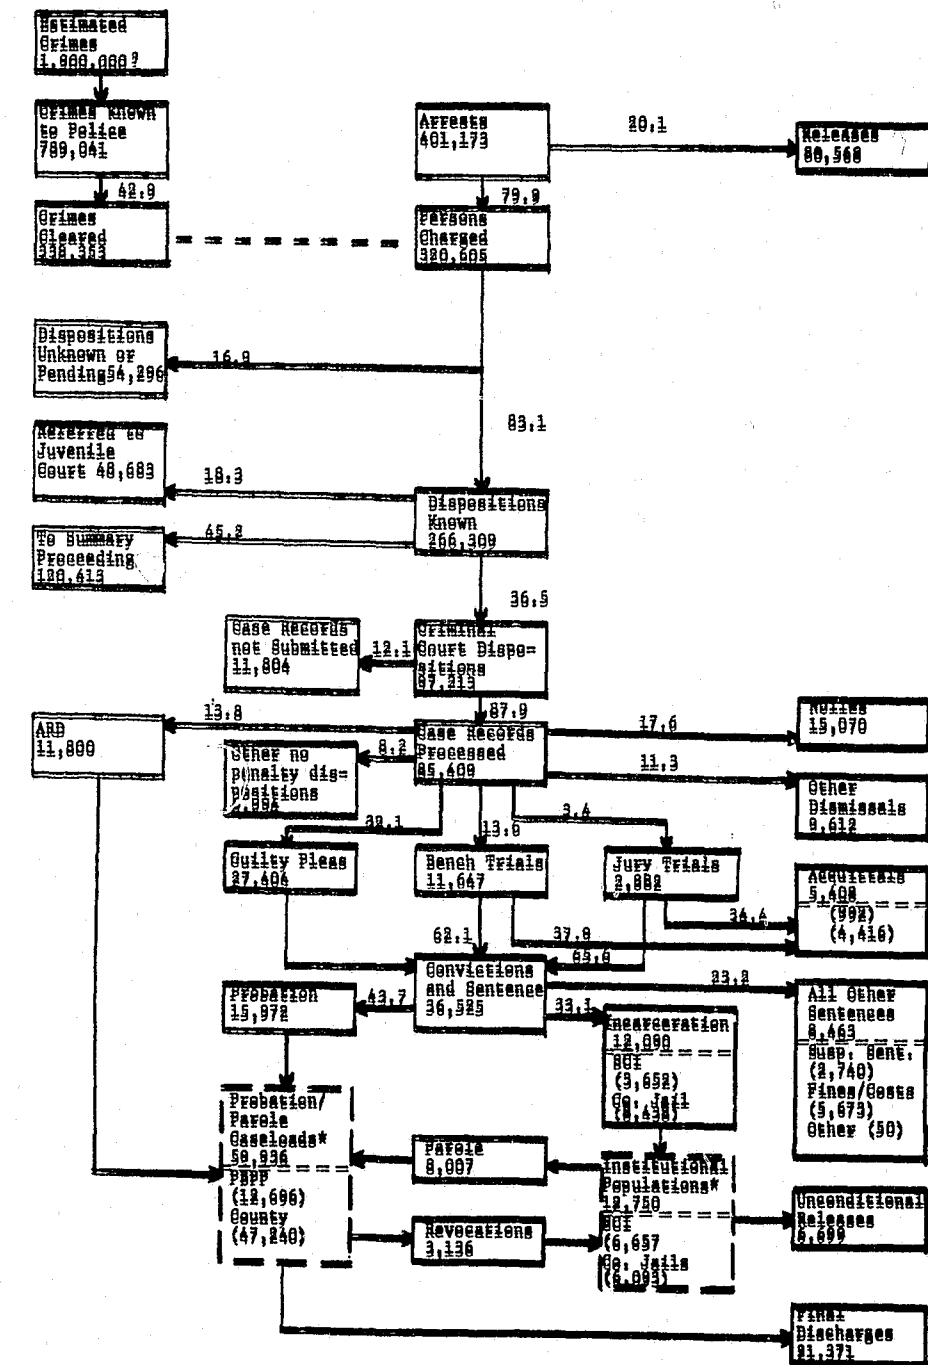 Estimated
Crimes
1,000,000?
Crimes Known
to Police
789,041
42.9
Crimes
Cleared
338,353
Arrests
401,173
20.1
Releases
80,568
79.9
Persons
Charged
320,605
Dispositions
Unknown or
Pending 54,296
16.9
83.1
Referred to
Juvenile
Court 48,683
18.3
Dispositions
Known
266,309
To Summary
Proceeding
120,413
45.2
36.5
Case Records
not Submitted
11,804
12.1
Criminal
Court Dispo-
sitions
97,213
87.9
ARD
11,800
13.8
Case Records
Processed
85,409
17.6
Nolles
15,070
Other no
penalty dis-
positions
6,994
8.2
11.3
Other
Dismissals
9,612
32.1
13.6
3.4
Guilty Pleas
27,404
Bench Trials
11,647
Jury Trials
2,882
Acquittals
5,408
(992)
(4,416)
34.4
62.1
37.9
65.6
Convictions
and Sentence
36,525
23.2
All Other
Sentences
8,463
Susp. Sent.
(2,740)
Fines/Costs
(5,673)
Other (50)
Probation
15,972
43.7
33.1
Incarceration
12,090
SCI
(3,652)
Co. Jail
(8,438)
Probation/
Parole
Caseloads*
59,936
PBPP
(12,696)
County
(47,240)
Parole
8,007
Revocations
3,136
Institutional
Populations*
12,750
SCI
(6,657
Co. Jails
(6,093)
Unconditional
Releases
6,699
Final
Discharges
21,371